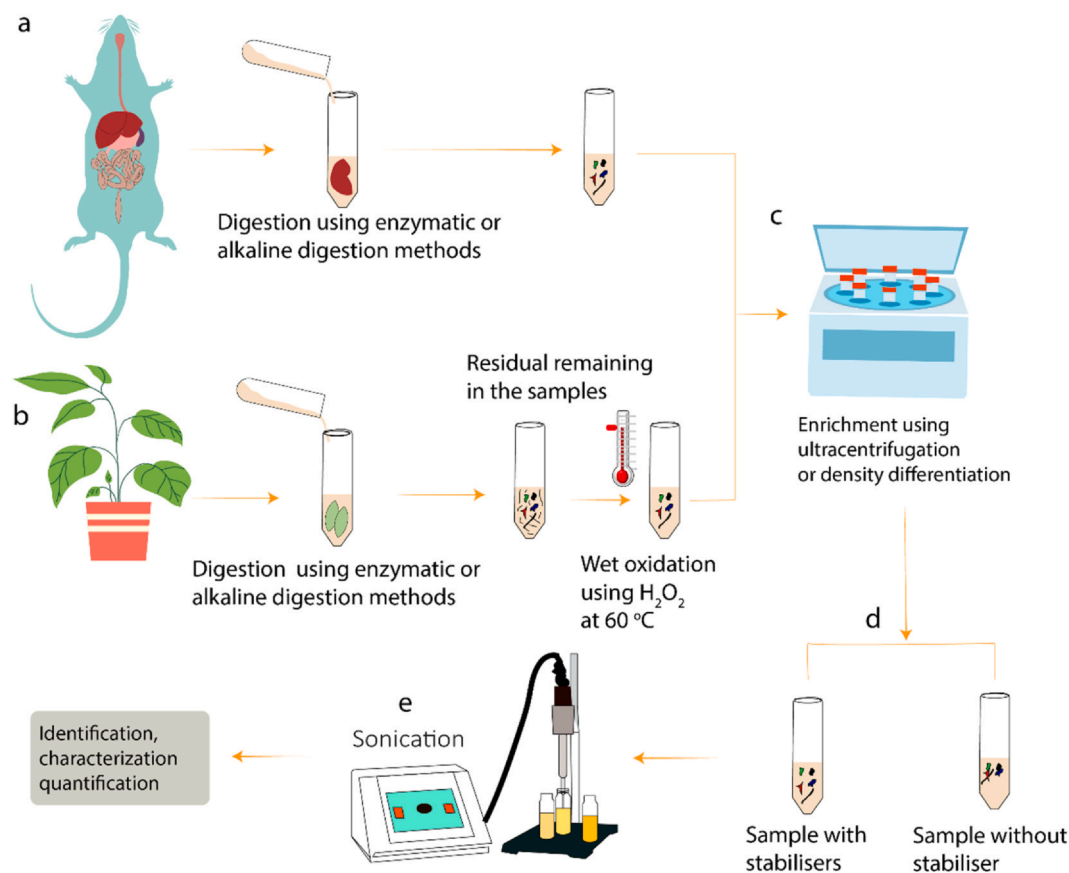 a
Digestion using enzymatic or
alkaline digestion methods
c
Enrichment using
ultracentrifugation
or density differentiation
b
Digestion using enzymatic or
alkaline digestion methods
Residual remaining
in the samples
Wet oxidation
using H₂O₂
at 60 ºC
d
Sample with
stabilisers
Sample without
stabiliser
e
Sonication
Identification,
characterization
quantification